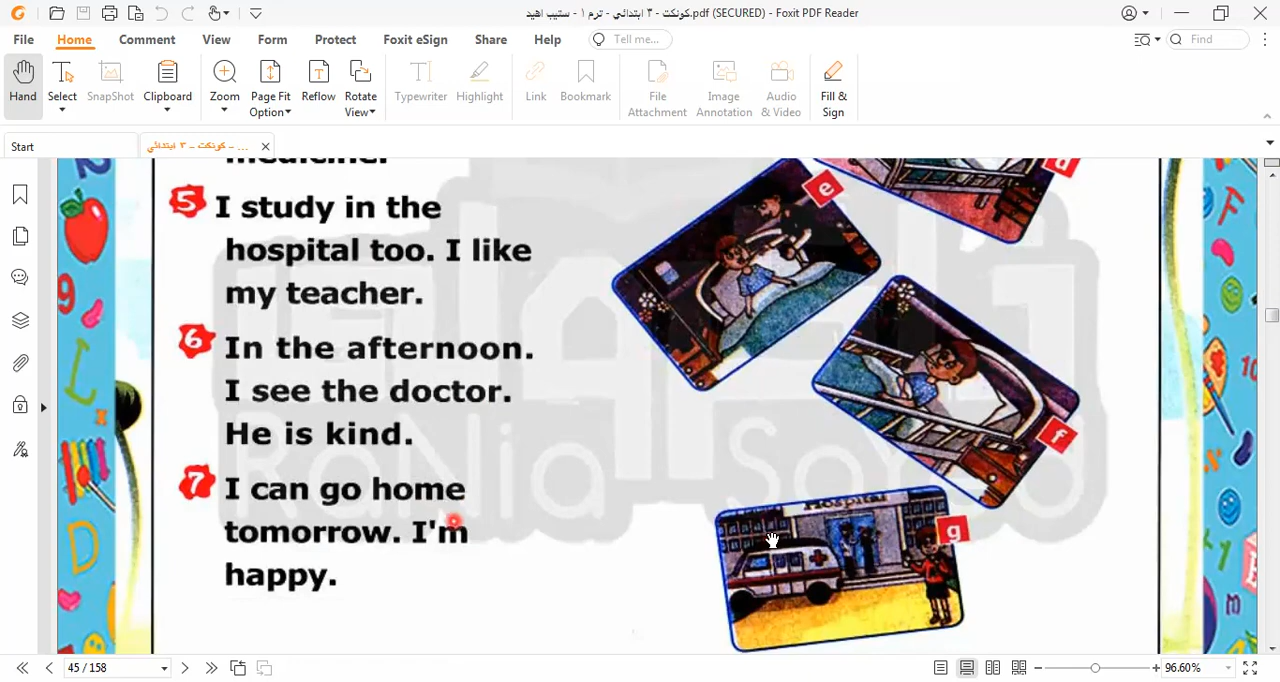 كونكت - ٣ ابتدائي - ترم ١ - ستيب اهيد.pdf (SECURED) - Foxit PDF Reader
File Home Comment View Form Protect Foxit eSign Share Help Tell me... Find
Hand Select SnapShot Clipboard Zoom Page Fit Option Reflow Rotate View Typewriter Highlight Link Bookmark File Attachment Image Annotation Audio & Video Fill & Sign
Start
كونكت - ٣ ابتدائي - ...
medicine.
5 I study in the
hospital too. I like
my teacher.
6 In the afternoon.
I see the doctor.
He is kind.
7 I can go home
tomorrow. I'm
happy.
d
e
f
g
Hospital
RaNia Sayed
45 / 158
96.60%